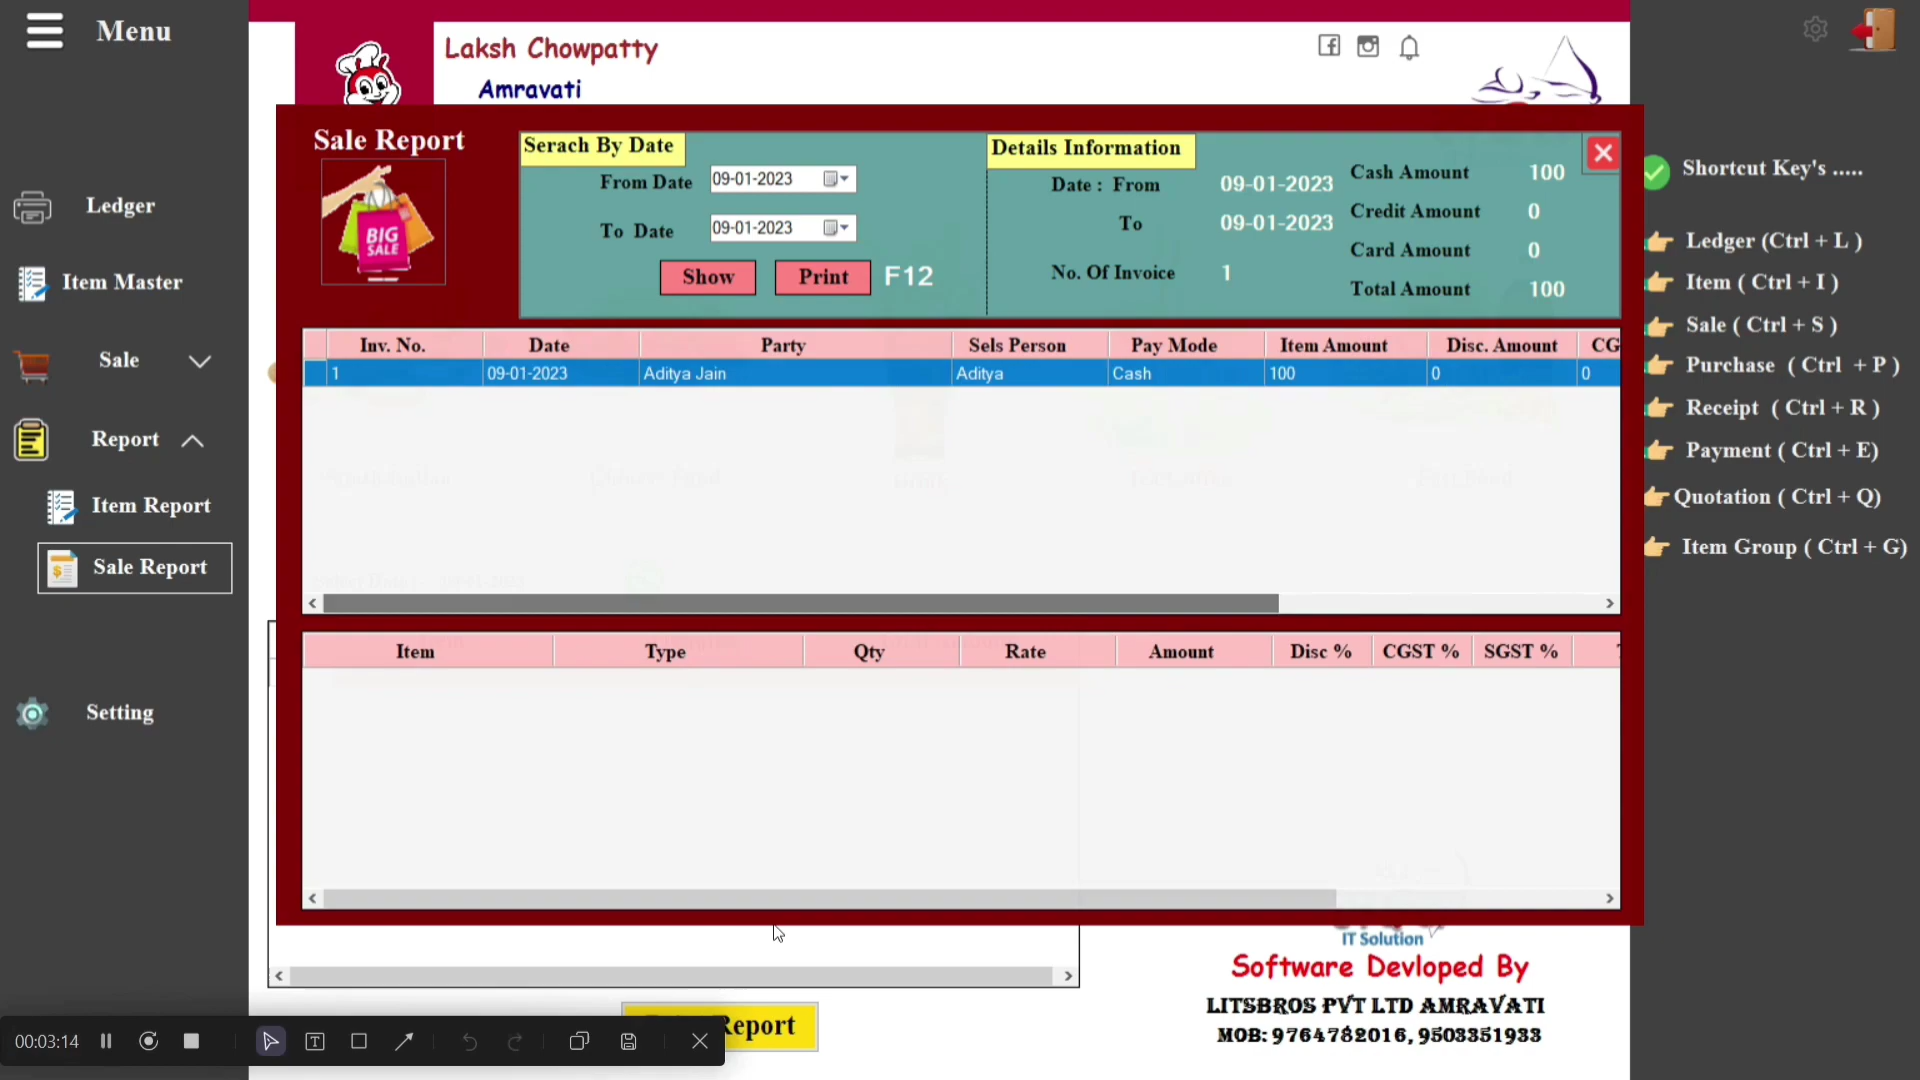 Menu
Laksh Chowpatty
Amravati
Ledger
Item Master
Sale
Report
Item Report
Sale Report
Setting
Sale Report
BIG
SALE
Serach By Date
From Date 09-01-2023
To Date 09-01-2023
Show Print F12
Details Information
Date : From 09-01-2023
To 09-01-2023
No. Of Invoice 1
Cash Amount 100
Credit Amount 0
Card Amount 0
Total Amount 100
Inv. No. Date Party Sels Person Pay Mode Item Amount Disc. Amount CG
1 09-01-2023 Aditya Jain Aditya Cash 100 0 0
Item Type Qty Rate Amount Disc % CGST % SGST %
Shortcut Key's .....
Ledger (Ctrl + L )
Item ( Ctrl + I )
Sale ( Ctrl + S )
Purchase ( Ctrl + P )
Receipt ( Ctrl + R )
Payment ( Ctrl + E)
Quotation ( Ctrl + Q)
Item Group ( Ctrl + G)
IT Solution
Software Devloped By
LITSBROS PVT LTD AMRAVATI
MOB: 9764782016, 9503351933
Report
00:03:14